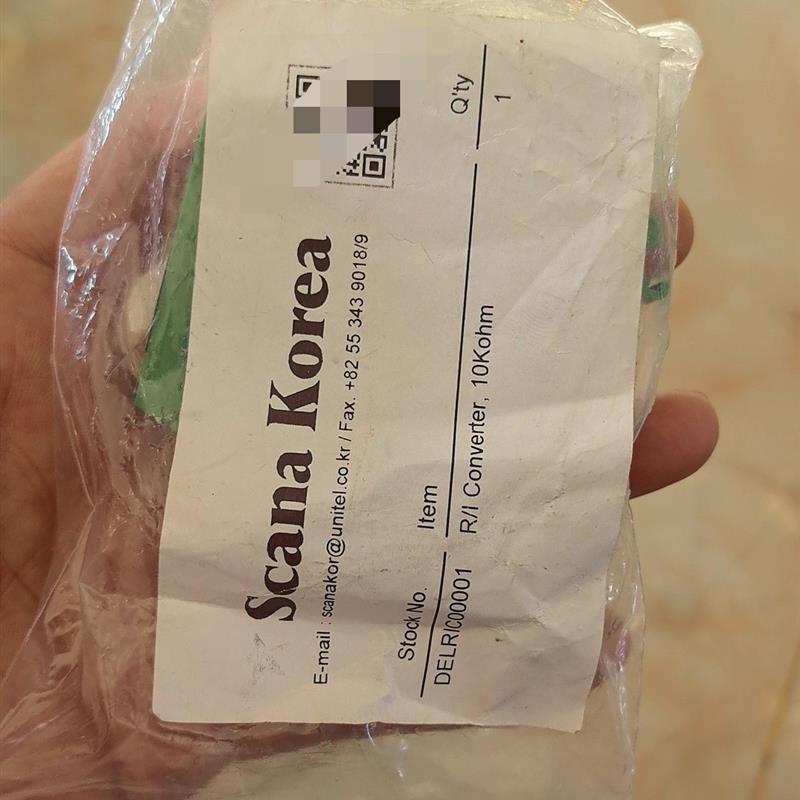 Scana Korea
E-mail : scanakor@unitel.co.kr / Fax. +82 55 343 9018/9
Stock No. Item Q'ty
DELRIC00001 R/I Converter, 10Kohm 1